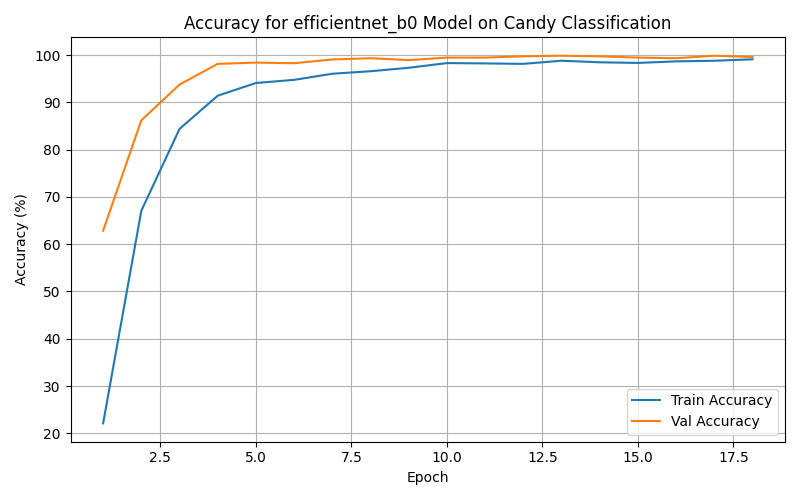 Accuracy for efficientnet_b0 Model on Candy Classification
Accuracy (%)
100
90
80
70
60
50
40
30
20
2.5 5.0 7.5 10.0 12.5 15.0 17.5
Epoch
Train Accuracy
Val Accuracy